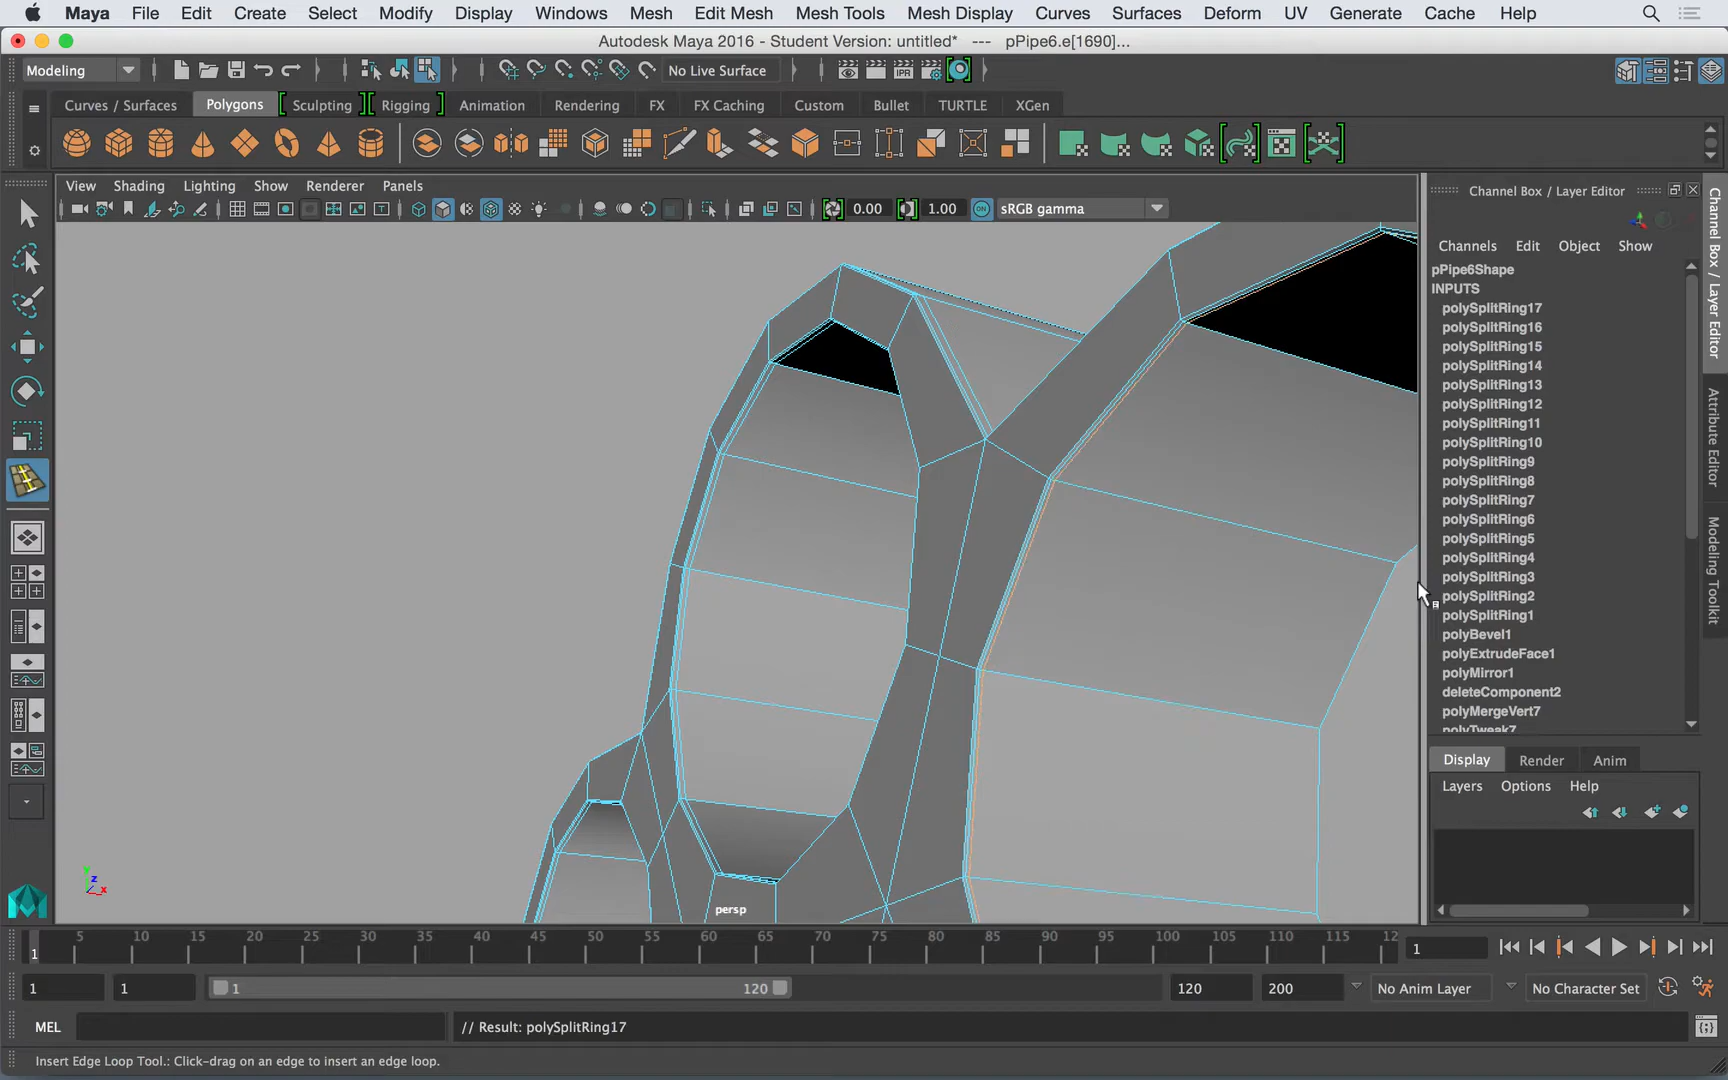 Maya File Edit Create Select Modify Display Windows Mesh Edit Mesh Mesh Tools Mesh Display Curves Surfaces Deform UV Generate Cache Help
Autodesk Maya 2016 - Student Version: untitled* --- pPipe6.e[1690]...
Modeling No Live Surface IPR
Curves / Surfaces Polygons Sculpting Rigging Animation Rendering FX FX Caching Custom Bullet TURTLE XGen
View Shading Lighting Show Renderer Panels
0.00 1.00 ON sRGB gamma
Channel Box / Layer Editor
Channels Edit Object Show
pPipe6Shape
INPUTS
polySplitRing17
polySplitRing16
polySplitRing15
polySplitRing14
polySplitRing13
polySplitRing12
polySplitRing11
polySplitRing10
polySplitRing9
polySplitRing8
polySplitRing7
polySplitRing6
polySplitRing5
polySplitRing4
polySplitRing3
polySplitRing2
polySplitRing1
polyBevel1
polyExtrudeFace1
polyMirror1
deleteComponent2
polyMergeVert7
polyTweak7
Channel Box / Layer Editor
Attribute Editor
Modeling Toolkit
Display Render Anim
Layers Options Help
y z x
persp
5 10 15 20 25 30 35 40 45 50 55 60 65 70 75 80 85 90 95 100 105 110 115 12
1 1
1 1 1 120 120 200 No Anim Layer No Character Set
MEL // Result: polySplitRing17
Insert Edge Loop Tool.: Click-drag on an edge to insert an edge loop.